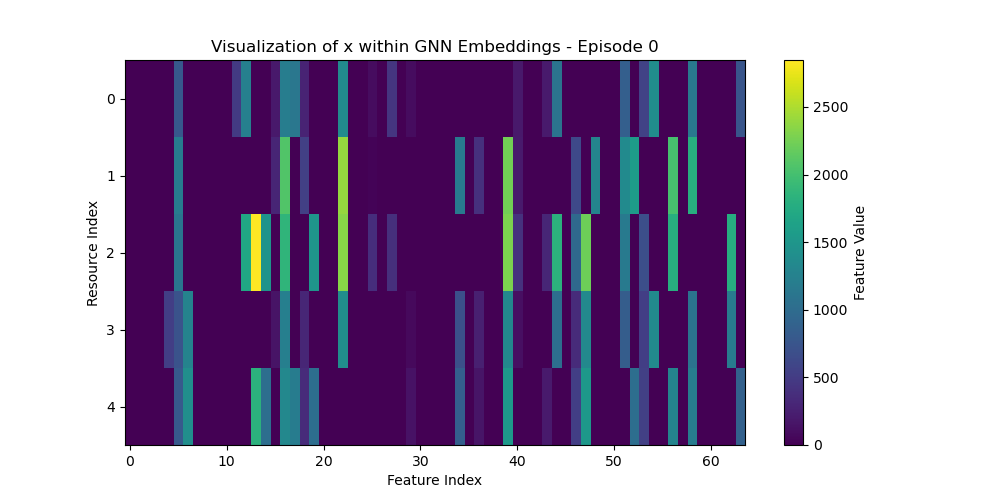 Visualization of x within GNN Embeddings - Episode 0
Resource Index
0
1
2
3
4
0 10 20 30 40 50 60
Feature Index
2500
2000
1500
1000
500
0
Feature Value